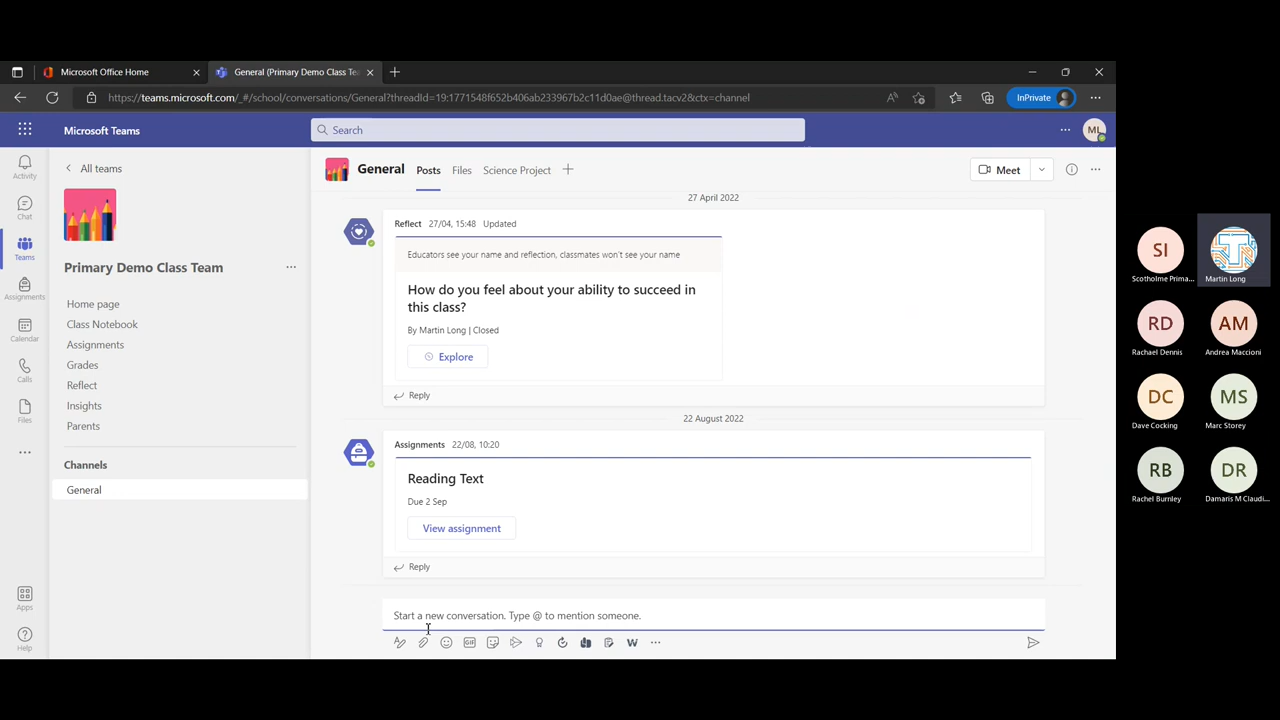 Microsoft Office Home
General (Primary Demo Class Tea
https://teams.microsoft.com/_#/school/conversations/General?threadId=19:1771548f652b406ab233967b2c11d0ae@thread.tacv2&ctx=channel
InPrivate
Microsoft Teams
Search
ML
Activity
Chat
Teams
Assignments
Calendar
Calls
Files
Apps
Help
All teams
Primary Demo Class Team
Home page
Class Notebook
Assignments
Grades
Reflect
Insights
Parents
Channels
General
General
Posts
Files
Science Project
Meet
27 April 2022
Reflect 27/04, 15:48 Updated
Educators see your name and reflection, classmates won't see your name
How do you feel about your ability to succeed in
this class?
By Martin Long | Closed
Explore
Reply
22 August 2022
Assignments 22/08, 10:20
Reading Text
Due 2 Sep
View assignment
Reply
Start a new conversation. Type @ to mention someone.
GIF
W
SI
Scotholme Prima...
Martin Long
RD
Rachael Dennis
AM
Andrea Maccioni
DC
Dave Cocking
MS
Marc Storey
RB
Rachel Burnley
DR
Damaris M Claudi...